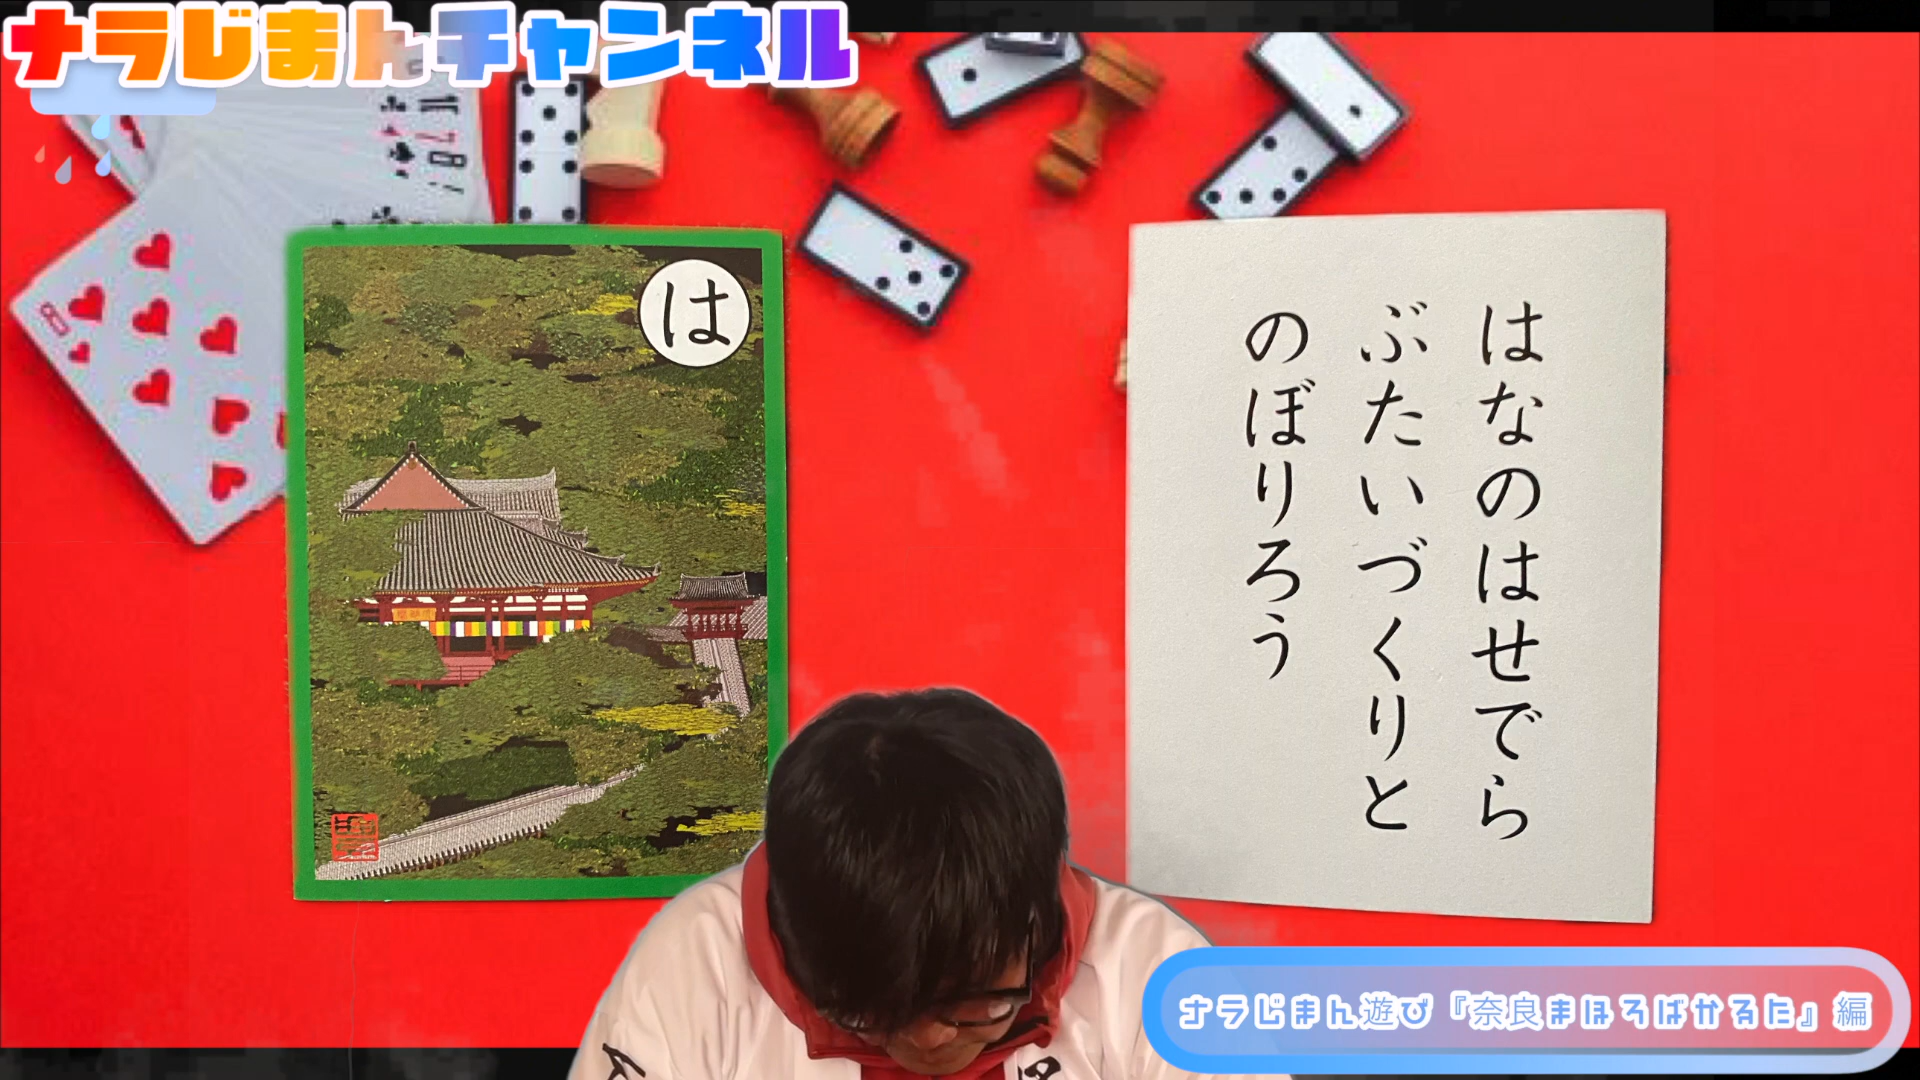 ナラじまんチャンネル
は
はなのはせでら
ぶたいづくりと
のぼりろう
ナラじまん遊び『奈良まほろばかるた』編